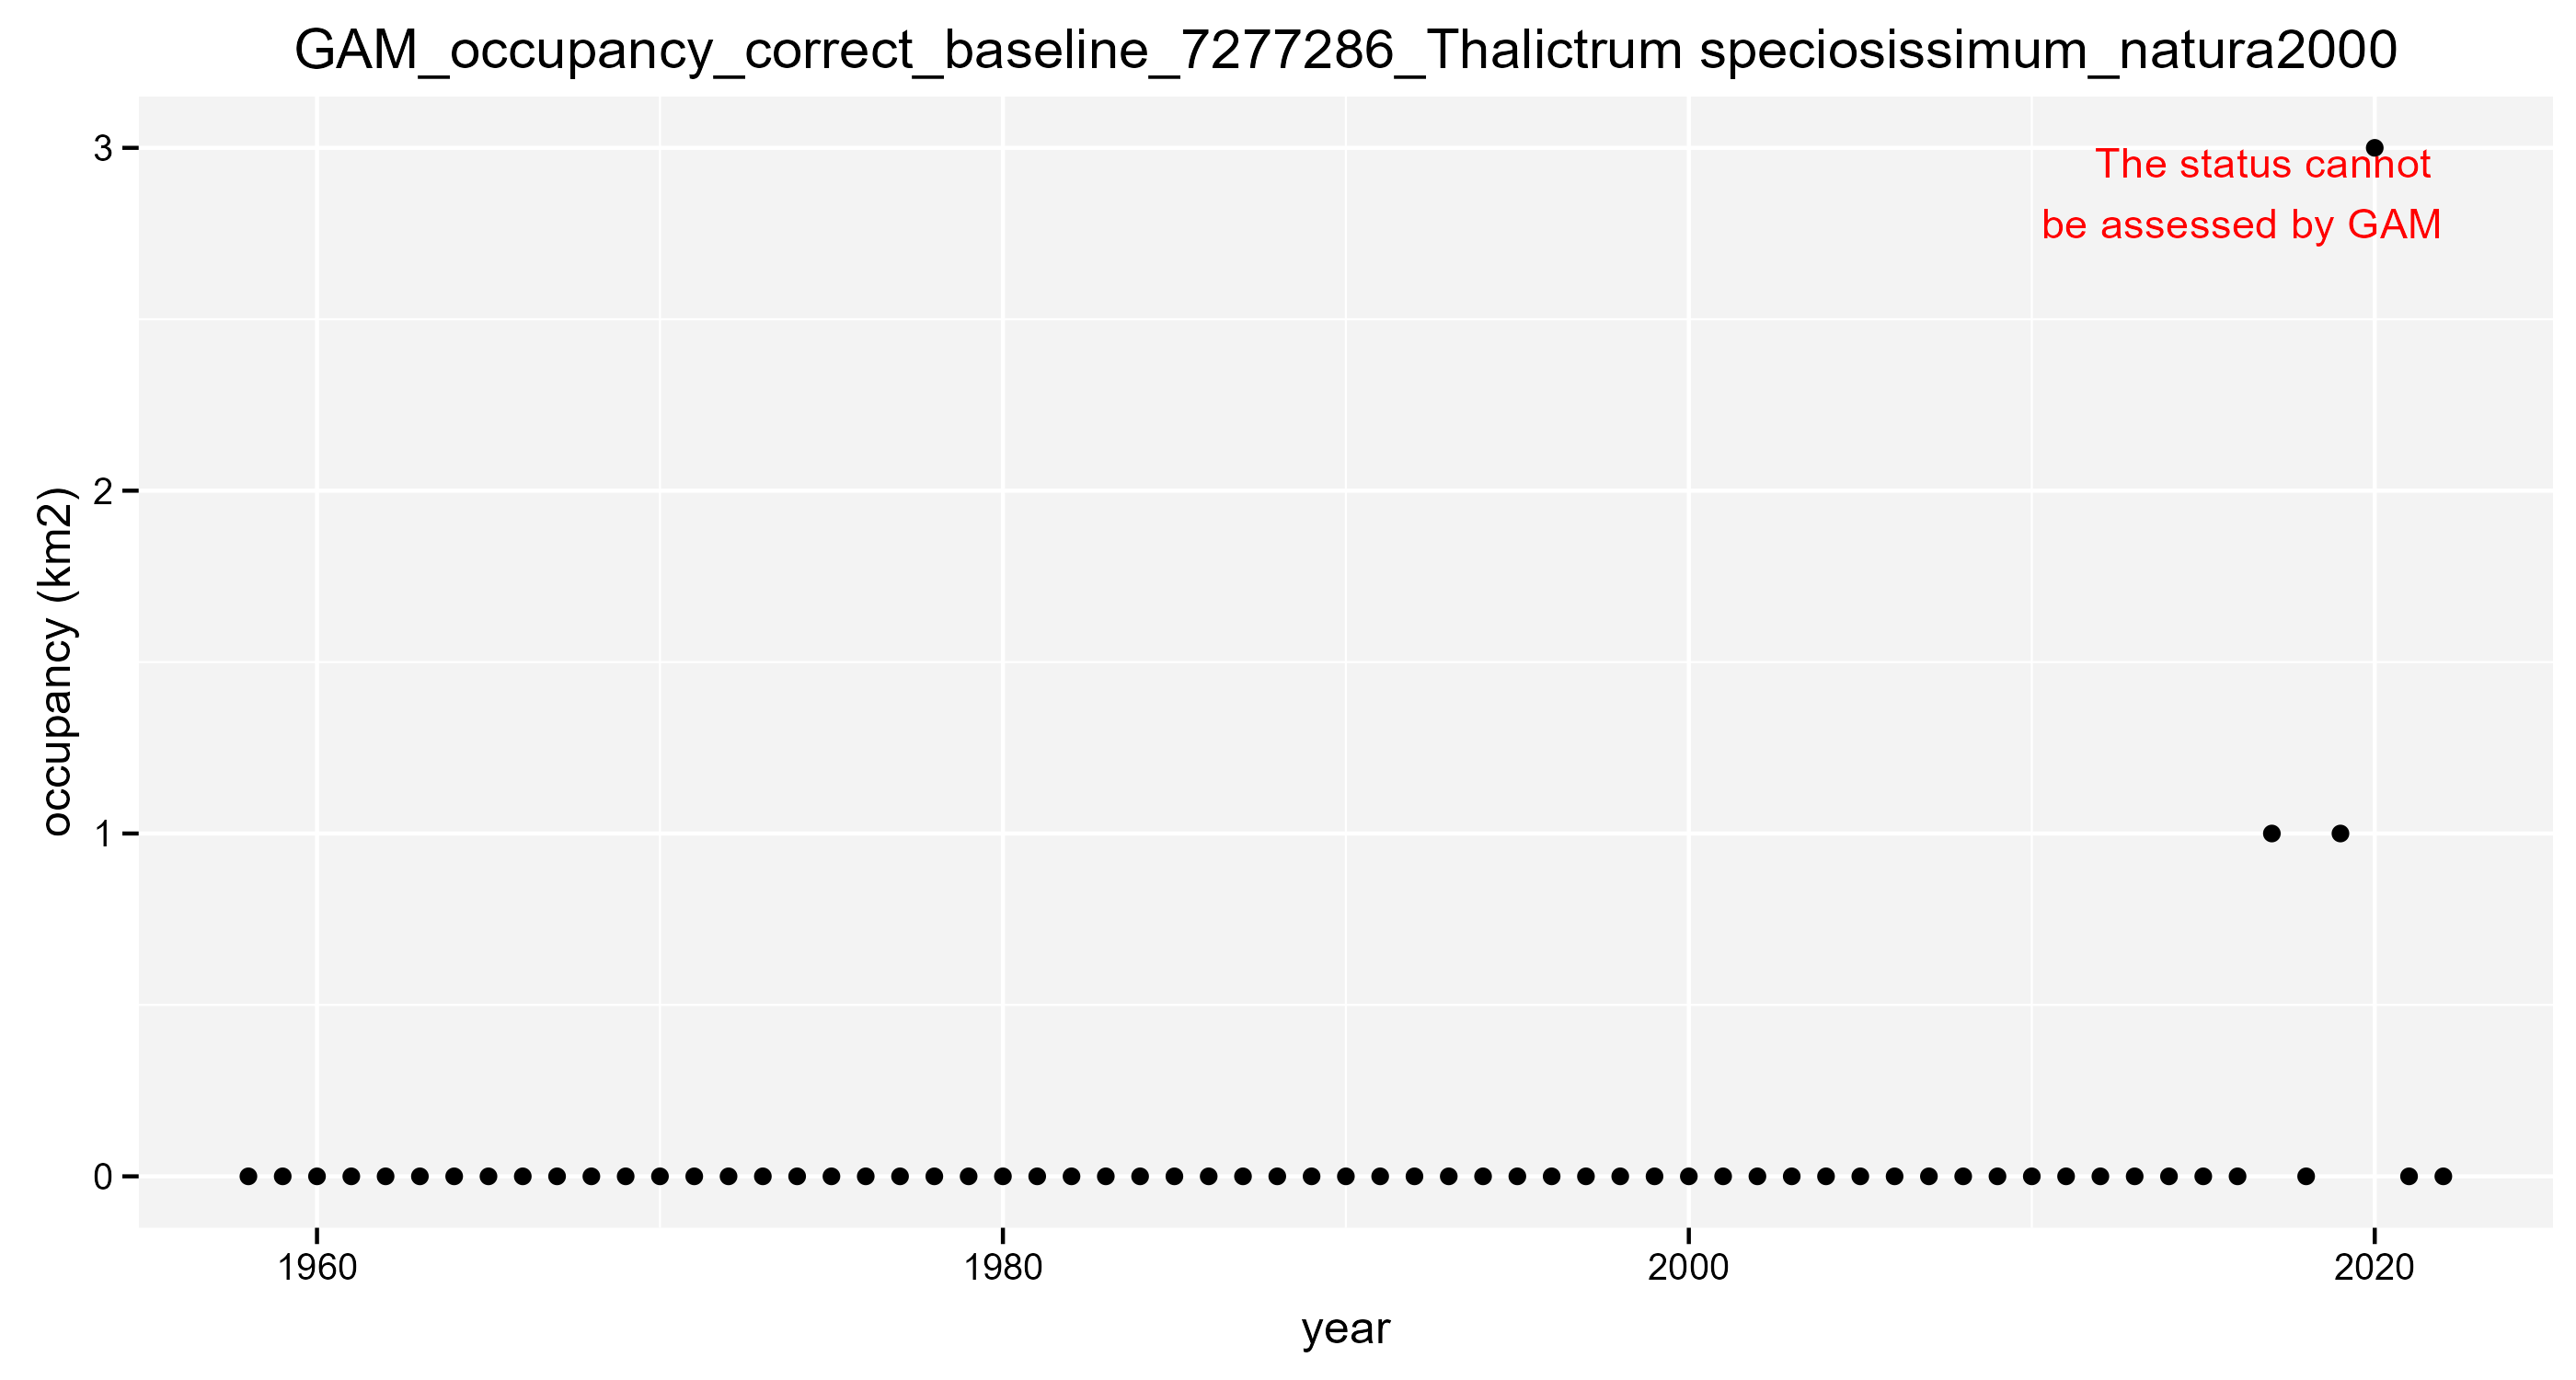 GAM_occupancy_correct_baseline_7277286_Thalictrum speciosissimum_natura2000
3
The status cannot
be assessed by GAM
2
occupancy (km2)
1
0
1960
1980
2000
2020
year